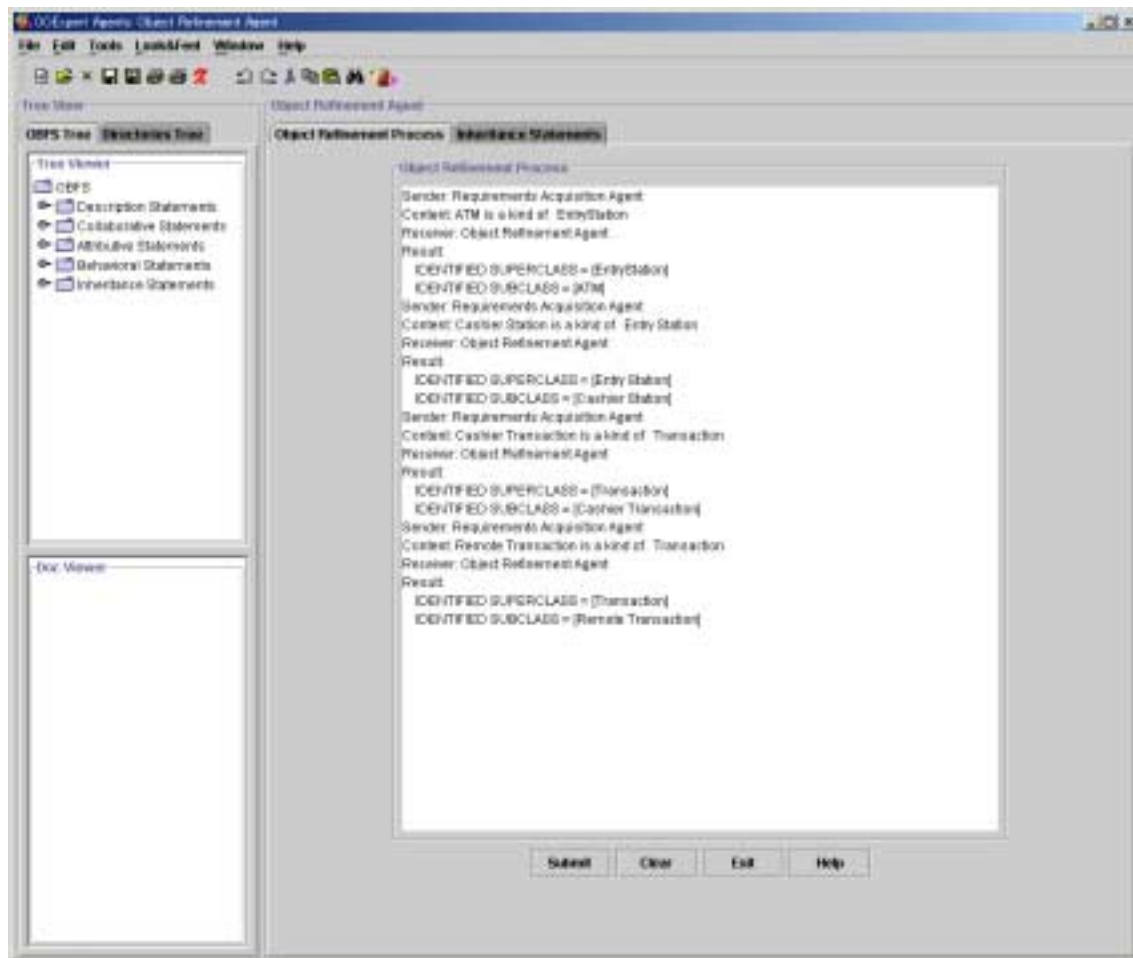 OOExpert Agents: Object Refinement Agent
File Edit Tools Look&Feel Window Help
Tree View
Object Refinement Agent
OBFS Tree Directories Tree
Object Refinement Process Inheritance Statements
Tree Viewer
OBFS
Description Statements
Collaborative Statements
Attributive Statements
Behavioral Statements
Inheritance Statements
Doc Viewer
Object Refinement Process
Sender: Requirements Acquisition Agent
Content: ATM is a kind of EntryStation
Receiver: Object Refinement Agent
Result:
IDENTIFIED SUPERCLASS = [EntryStation]
IDENTIFIED SUBCLASS = [ATM]
Sender: Requirements Acquisition Agent
Content: Cashier Station is a kind of Entry Station
Receiver: Object Refinement Agent
Result:
IDENTIFIED SUPERCLASS = [Entry Station]
IDENTIFIED SUBCLASS = [Cashier Station]
Sender: Requirements Acquisition Agent
Content: Cashier Transaction is a kind of Transaction
Receiver: Object Refinement Agent
Result:
IDENTIFIED SUPERCLASS = [Transaction]
IDENTIFIED SUBCLASS = [Cashier Transaction]
Sender: Requirements Acquisition Agent
Content: Remote Transaction is a kind of Transaction
Receiver: Object Refinement Agent
Result:
IDENTIFIED SUPERCLASS = [Transaction]
IDENTIFIED SUBCLASS = [Remote Transaction]
Submit Clear Exit Help